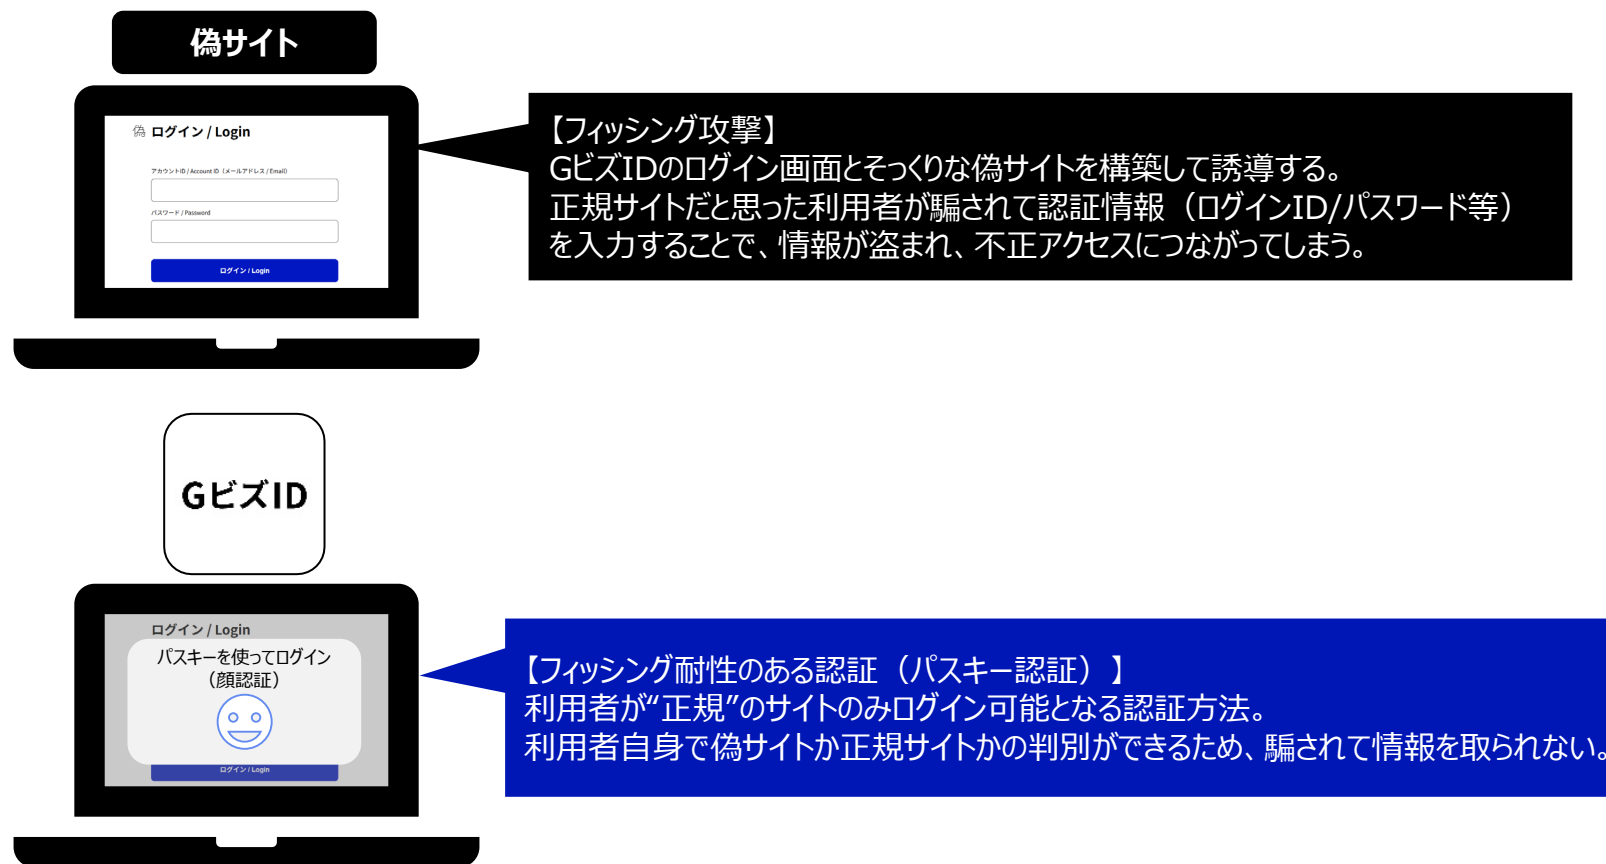 偽サイト
偽 ログイン / Login
アカウントID / Account ID（メールアドレス / Email）
パスワード / Password
ログイン / Login
【フィッシング攻撃】
GビズIDのログイン画面とそっくりな偽サイトを構築して誘導する。
正規サイトだと思った利用者が騙されて認証情報（ログインID/パスワード等）
を入力することで、情報が盗まれ、不正アクセスにつながってしまう。
GビズID
ログイン / Login
パスキーを使ってログイン
（顔認証）
ログイン / Login
【フィッシング耐性のある認証（パスキー認証）】
利用者が“正規”のサイトのみログイン可能となる認証方法。
利用者自身で偽サイトか正規サイトかの判別ができるため、騙されて情報を取られない。